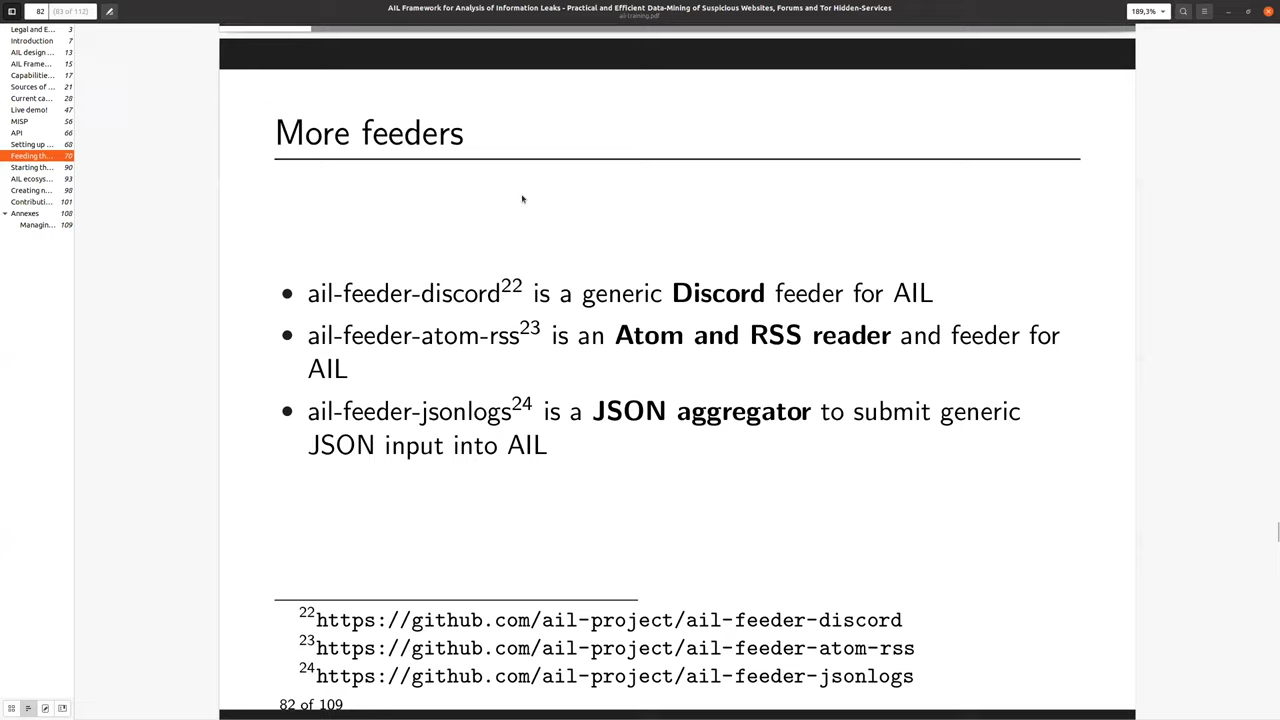 82
(83 of 112)
AIL Framework for Analysis of Information Leaks - Practical and Efficient Data-Mining of Suspicious Websites, Forums and Tor Hidden-Services
ail-training.pdf
189,3%
Legal and E... 3
Introduction 7
AIL design ... 13
AIL Frame... 15
Capabilitie... 17
Sources of ... 21
Current ca... 28
Live demo! 47
MISP 56
API 66
Setting up ... 68
Feeding th... 70
Starting th... 90
AIL ecosys... 93
Creating n... 98
Contributi... 101
Annexes 108
Managin... 109
More feeders
• ail-feeder-discord22 is a generic Discord feeder for AIL
• ail-feeder-atom-rss23 is an Atom and RSS reader and feeder for
AIL
• ail-feeder-jsonlogs24 is a JSON aggregator to submit generic
JSON input into AIL
22https://github.com/ail-project/ail-feeder-discord
23https://github.com/ail-project/ail-feeder-atom-rss
24https://github.com/ail-project/ail-feeder-jsonlogs
82 of 109